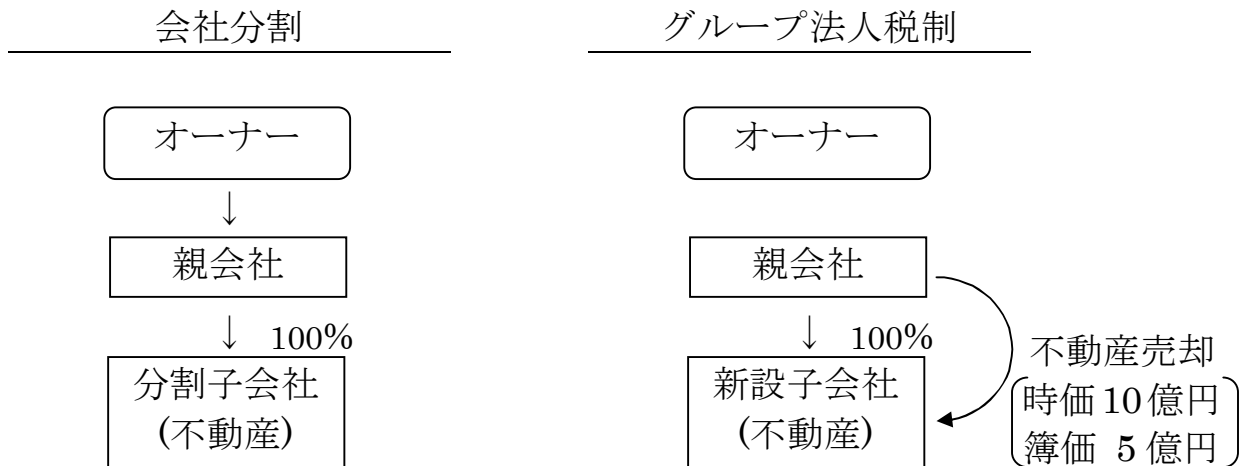 会社分割
オーナー
↓
親会社
↓ 100%
分割子会社
(不動産)
グループ法人税制
オーナー
親会社
↓ 100%
新設子会社
(不動産)
不動産売却
時価 10 億円
簿価 5 億円